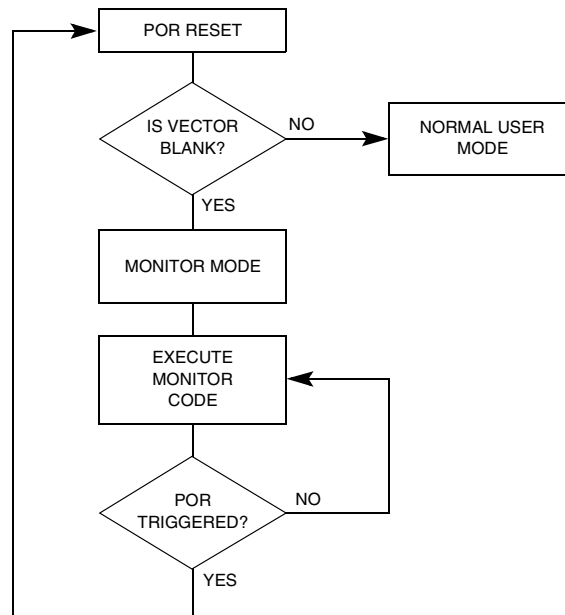 POR RESET
IS VECTOR
BLANK?
NO
NORMAL USER
MODE
YES
MONITOR MODE
EXECUTE
MONITOR
CODE
POR
TRIGGERED?
NO
YES